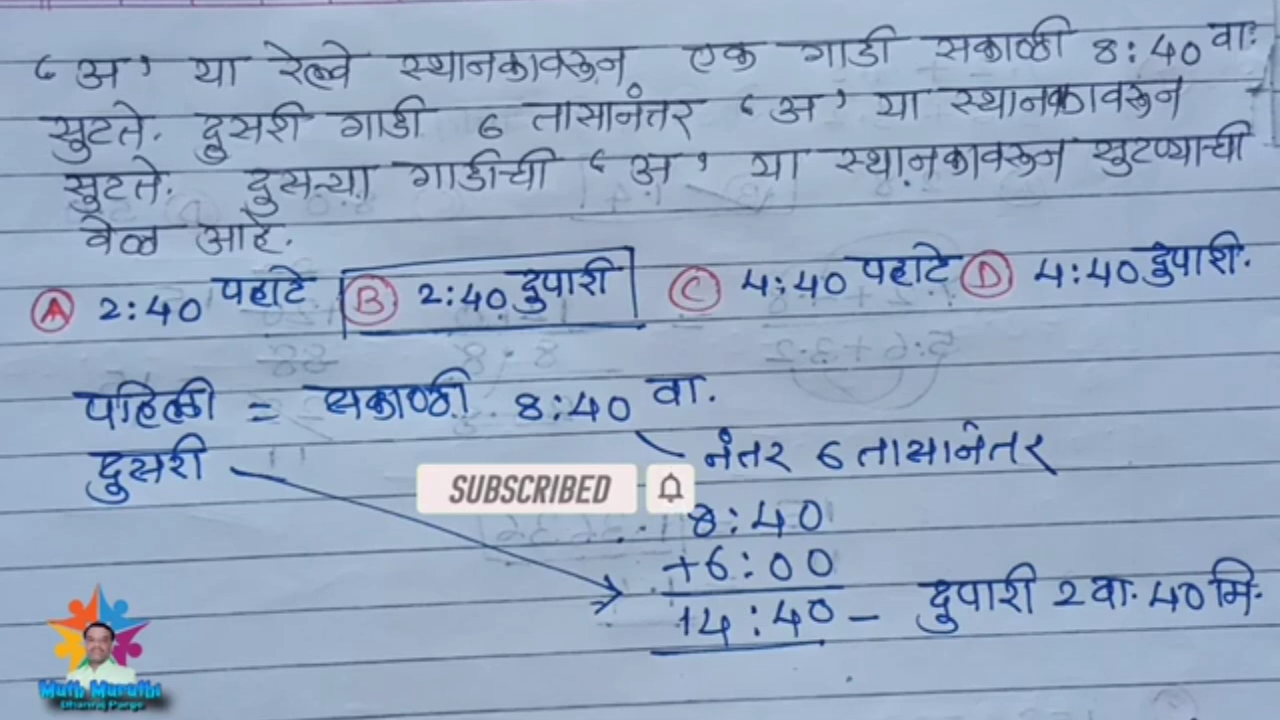 ' अ ' या रेल्वे स्थानकावरून एक गाडी सकाळी 8:40 वा.
सुटते. दुसरी गाडी 6 तासानंतर ' अ ' या स्थानकावरून
सुटते. दुसऱ्या गाडीची ' अ ' या स्थानकावरून सुटण्याची
वेळ आहे.
A 2:40 पहाटे B 2:40 दुपारी C 4:40 पहाटे D 4:40 दुपारी.
पहिली = सकाळी 8:40 वा.
दुसरी नंतर 6 तासानंतर
SUBSCRIBED
8:40
+6:00
14:40 – दुपारी 2 वा. 40 मि.
Math Marathi